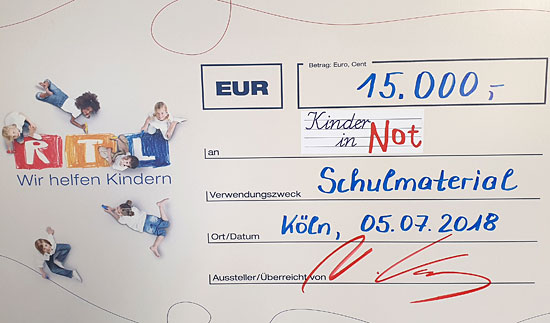 EUR
Betrag: Euro, Cent
15.000,-
an
Kinder
in Not
RTL
Wir helfen Kindern
Verwendungszweck Schulmaterial
Ort/Datum Köln, 05.07.2018
Aussteller/Überreicht von